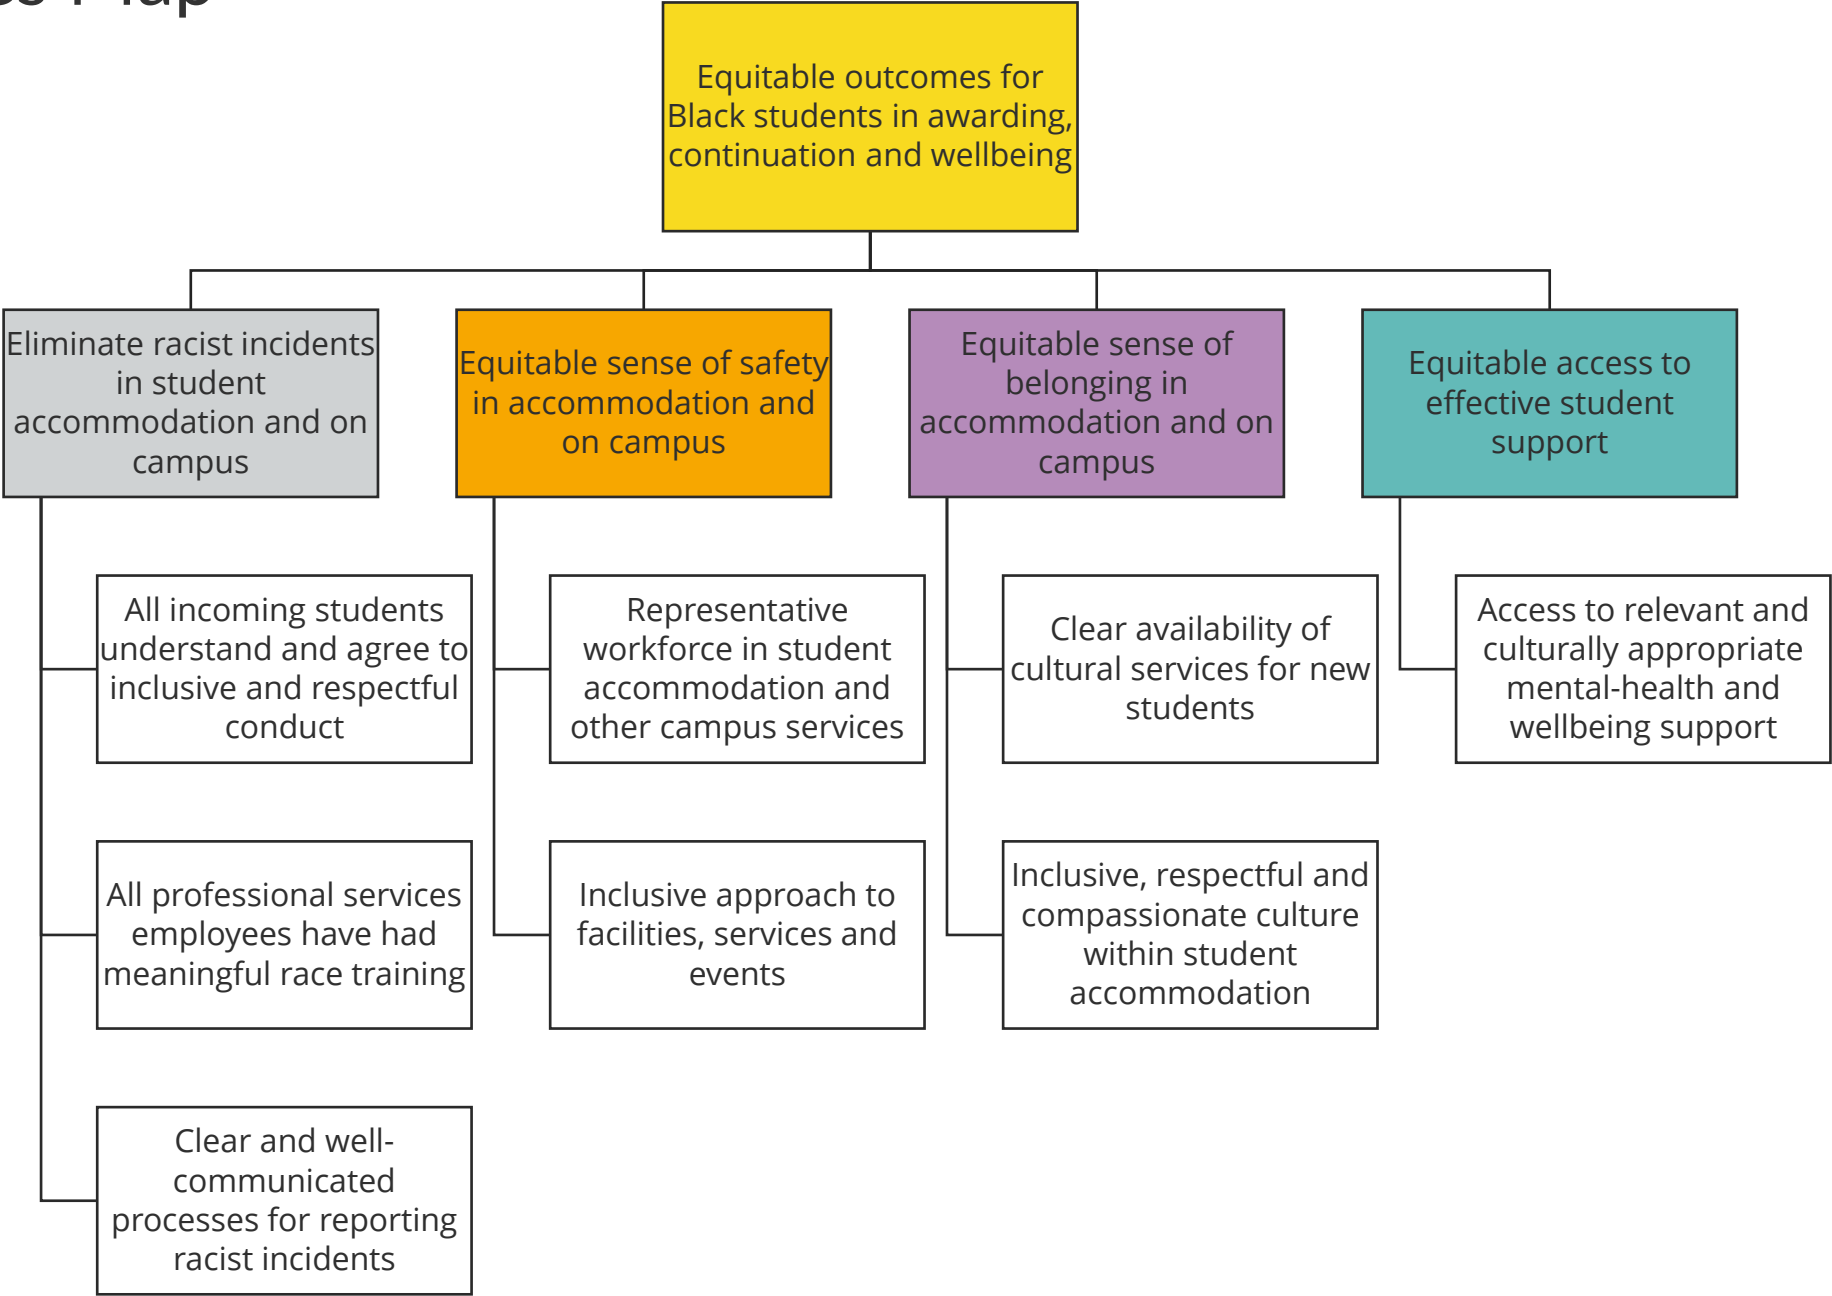 Map
Equitable outcomes for
Black students in awarding,
continuation and wellbeing
Eliminate racist incidents
in student
accommodation and on
campus
Equitable sense of safety
in accommodation and
on campus
Equitable sense of
belonging in
accommodation and on
campus
Equitable access to
effective student
support
All incoming students
understand and agree to
inclusive and respectful
conduct
Representative
workforce in student
accommodation and
other campus services
Clear availability of
cultural services for new
students
Access to relevant and
culturally appropriate
mental-health and
wellbeing support
All professional services
employees have had
meaningful race training
Inclusive approach to
facilities, services and
events
Inclusive, respectful and
compassionate culture
within student
accommodation
Clear and well-
communicated
processes for reporting
racist incidents